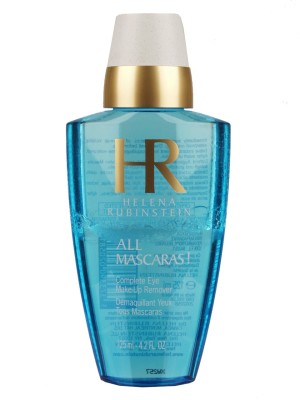 HR
HELENA
RUBINSTEIN
ALL
MASCARAS!
Complete Eye
Make-Up Remover
Démaquillant Yeux
Tous Mascaras
125ml-4.2 FL.OZ.